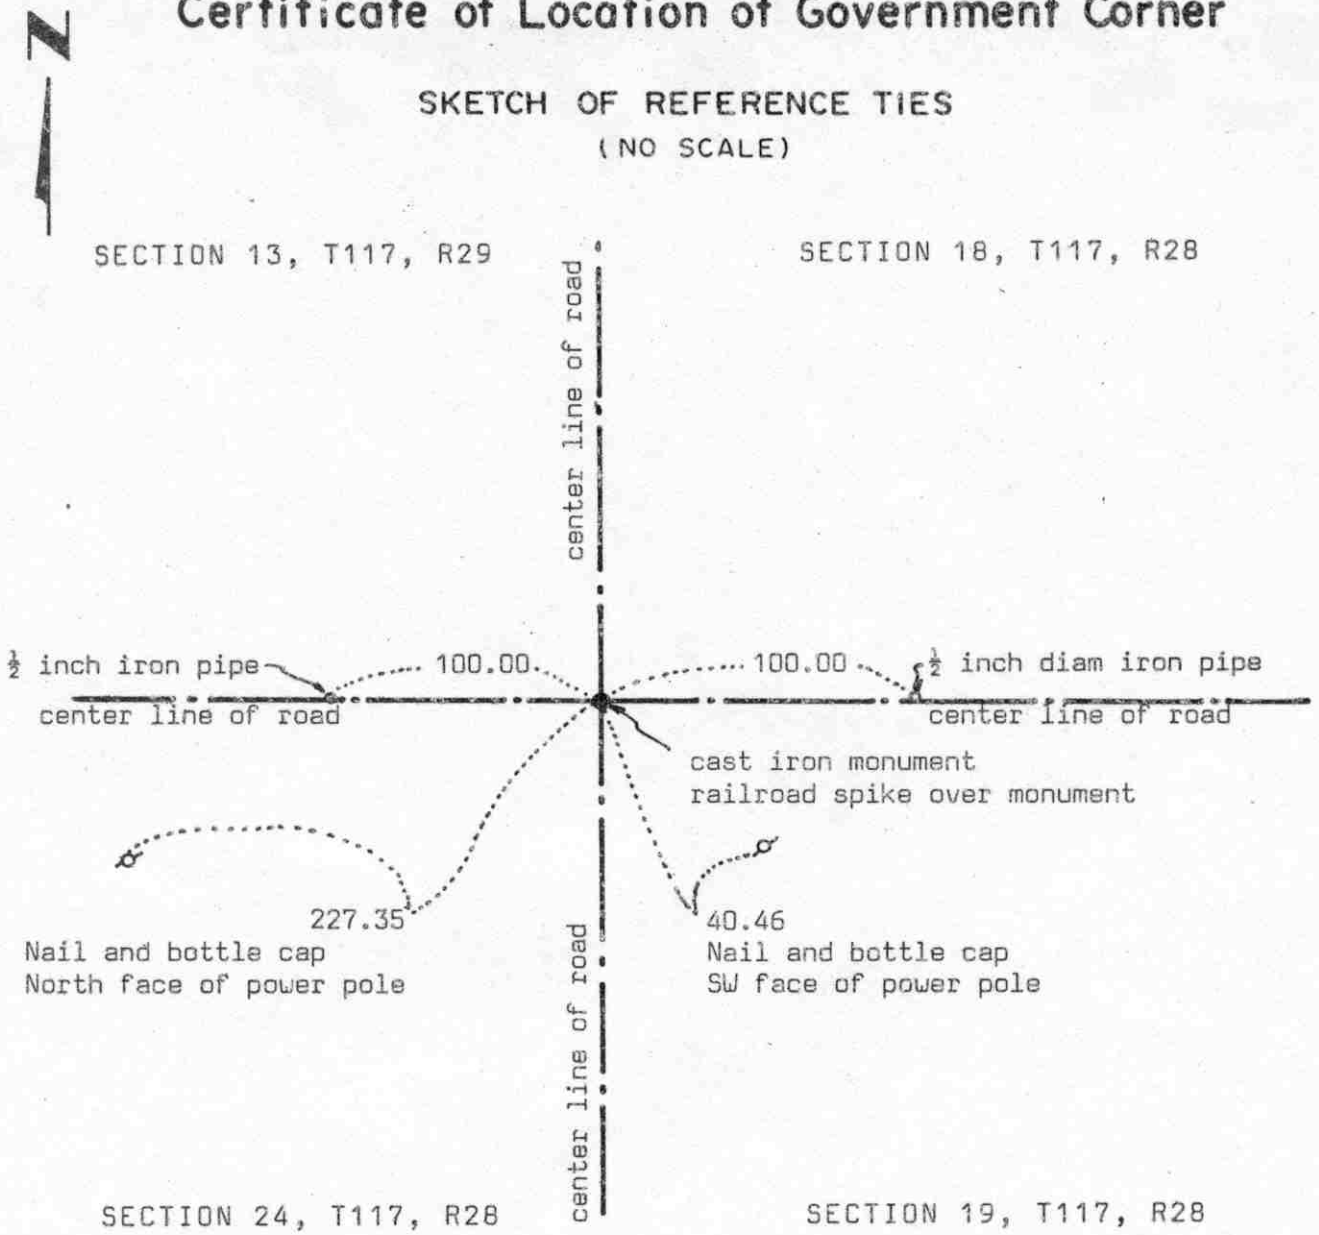 Certificate of Location of Government Corner
N
SKETCH OF REFERENCE TIES
(NO SCALE)
SECTION 13, T117, R29
SECTION 18, T117, R28
center line of road
½ inch iron pipe
100.00
100.00
½ inch diam iron pipe
center line of road
center line of road
cast iron monument
railroad spike over monument
227.35
Nail and bottle cap
North face of power pole
40.46
Nail and bottle cap
SW face of power pole
center line of road
SECTION 24, T117, R28
SECTION 19, T117, R28